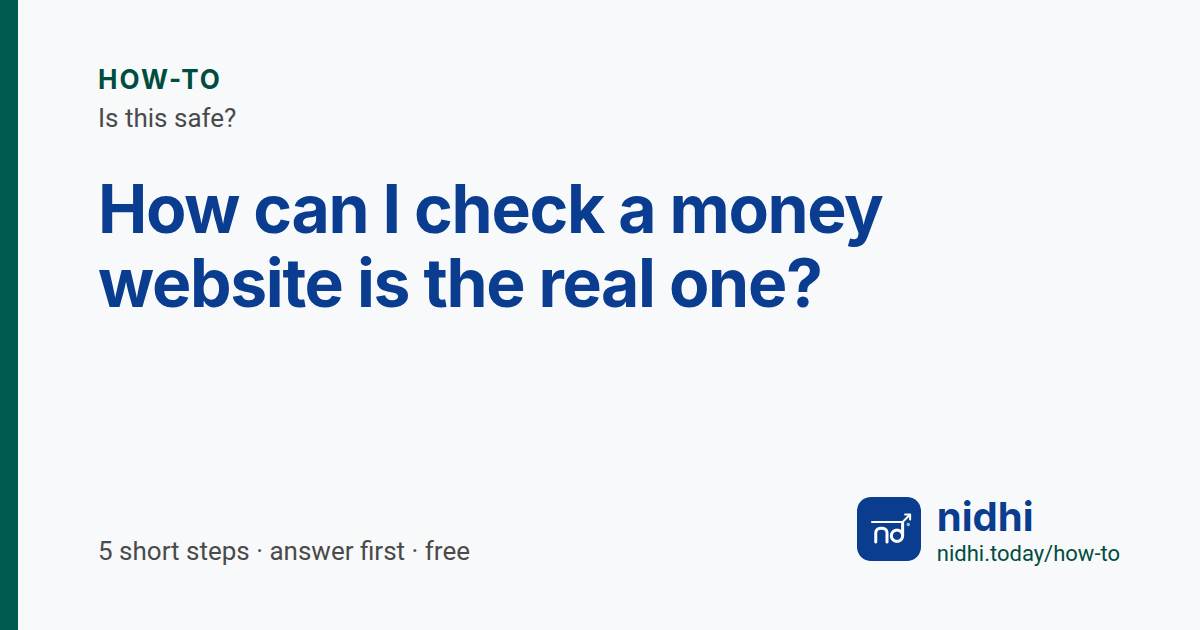 HOW-TO
Is this safe?
How can I check a money
website is the real one?
5 short steps · answer first · free
nd
nidhi
nidhi.today/how-to